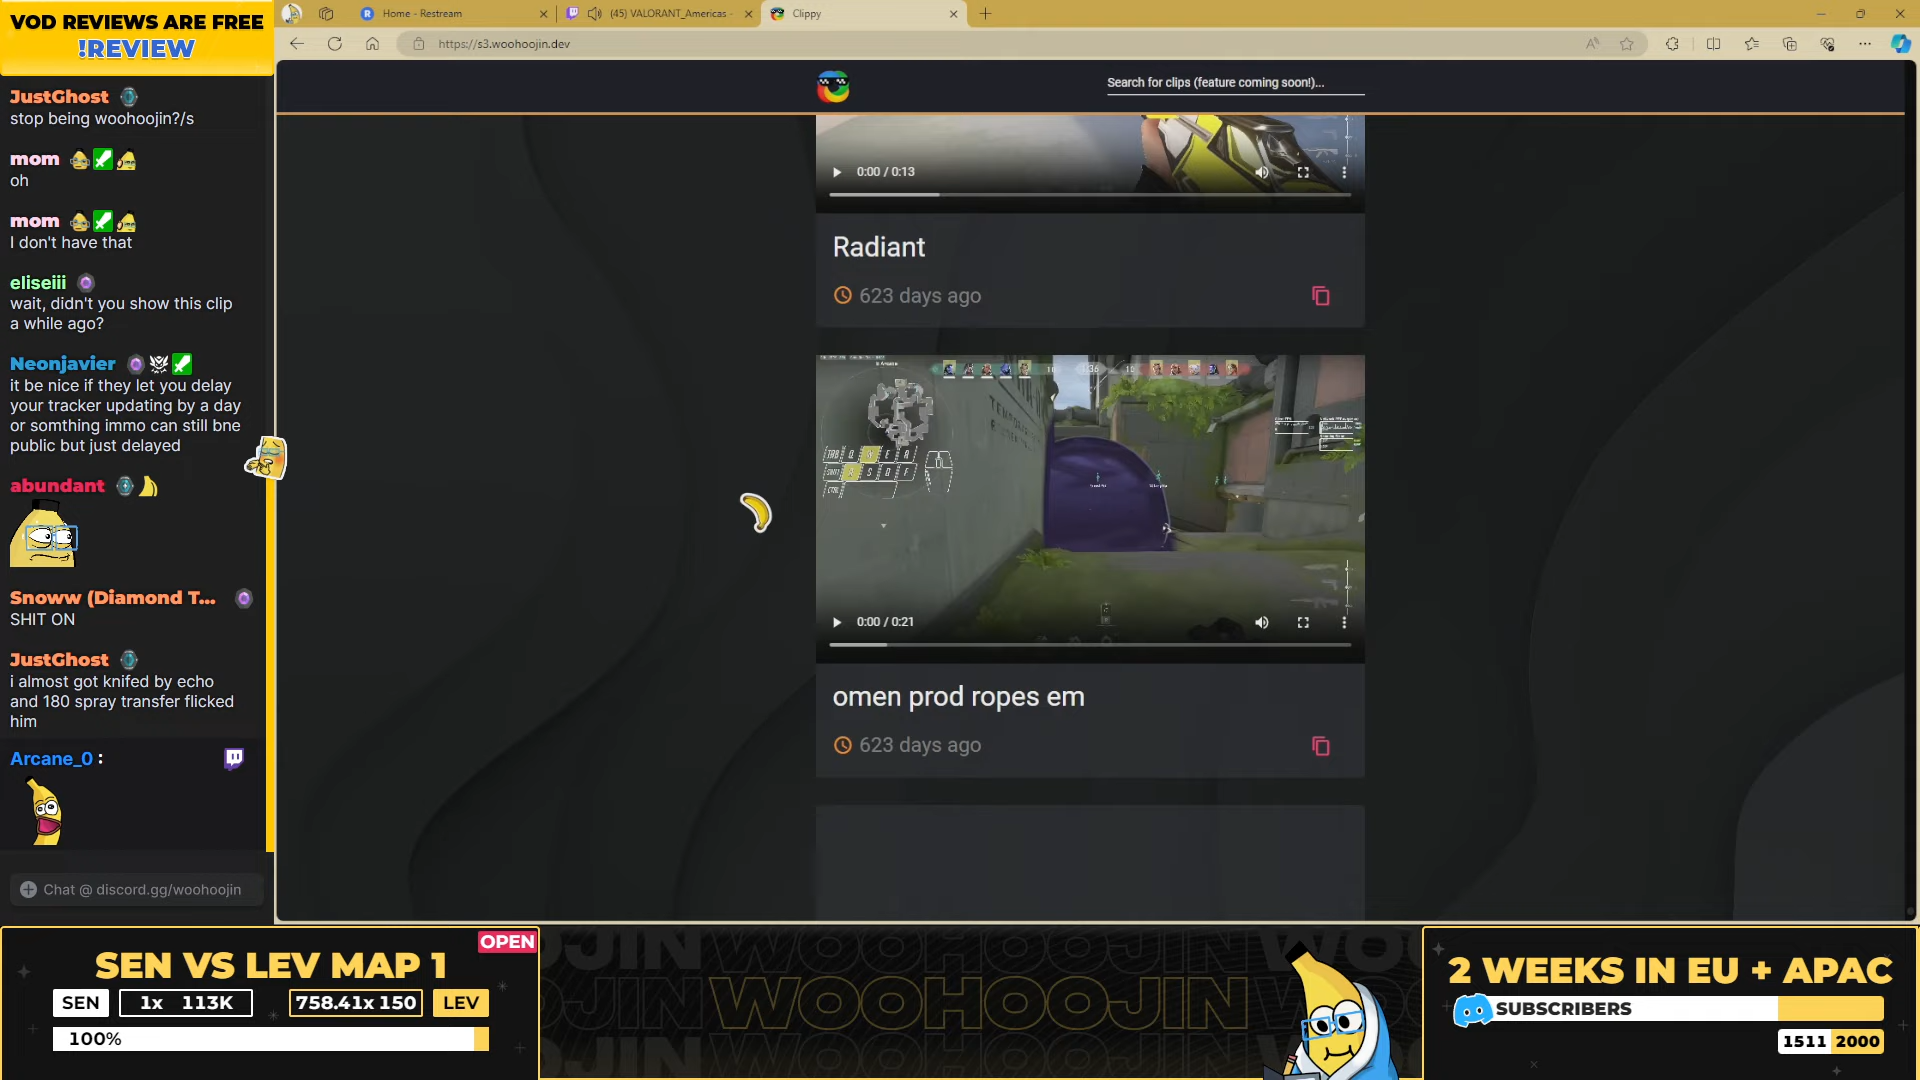 VOD REVIEWS ARE FREE
!REVIEW
JustGhost
stop being woohoojin?/s
mom
oh
mom
I don't have that
eliseiii
wait, didn't you show this clip
a while ago?
Neonjavier
it be nice if they let you delay
your tracker updating by a day
or somthing immo can still bne
public but just delayed
abundant
Snoww (Diamond T...
SHIT ON
JustGhost
i almost got knifed by echo
and 180 spray transfer flicked
him
Arcane_0 :
Chat @ discord.gg/woohoojin
Home - Restream
(45) VALORANT_Americas -
Clippy
https://s3.woohoojin.dev
Search for clips (feature coming soon!)...
0:00 / 0:13
Radiant
623 days ago
0:00 / 0:21
omen prod ropes em
623 days ago
OPEN
SEN VS LEV MAP 1
SEN 1x 113K 758.41x 150 LEV
100%
WOOHOOJIN
2 WEEKS IN EU + APAC
SUBSCRIBERS
1511 2000